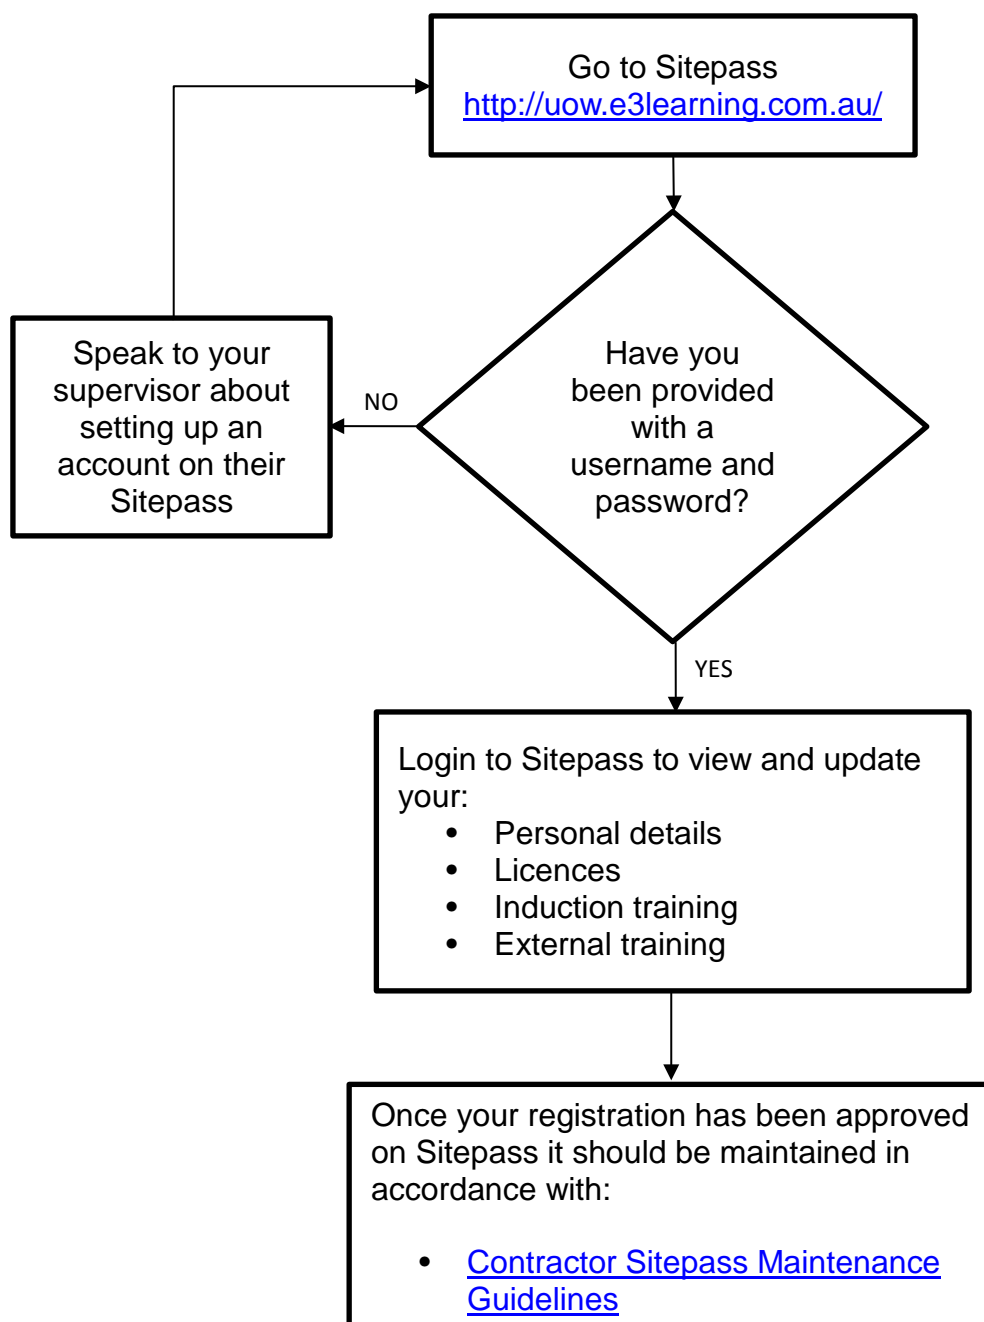 Go to Sitepass
http://uow.e3learning.com.au/
Speak to your
supervisor about
setting up an
account on their
Sitepass
NO
Have you
been provided
with a
username and
password?
YES
Login to Sitepass to view and update
your:
• Personal details
• Licences
• Induction training
• External training
Once your registration has been approved
on Sitepass it should be maintained in
accordance with:
• Contractor Sitepass Maintenance
Guidelines